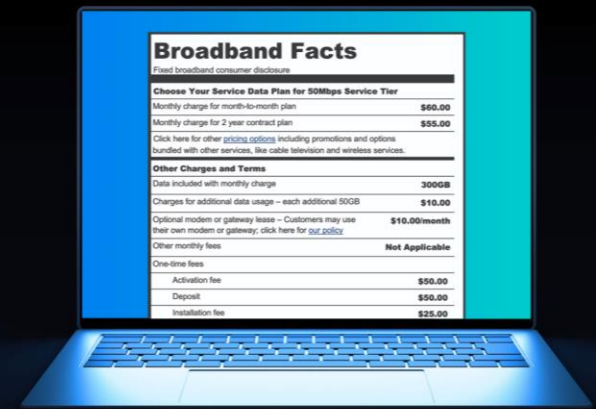 Broadband Facts
Fixed broadband consumer disclosure
Choose Your Service Data Plan for 50Mbps Service Tier
Monthly charge for month-to-month plan $60.00
Monthly charge for 2 year contract plan $55.00
Click here for other pricing options including promotions and options
bundled with other services, like cable television and wireless services.
Other Charges and Terms
Data included with monthly charge 300GB
Charges for additional data usage – each additional 50GB $10.00
Optional modem or gateway lease – Customers may use $10.00/month
their own modem or gateway; click here for our policy
Other monthly fees Not Applicable
One-time fees
Activation fee $50.00
Deposit $50.00
Installation fee $25.00